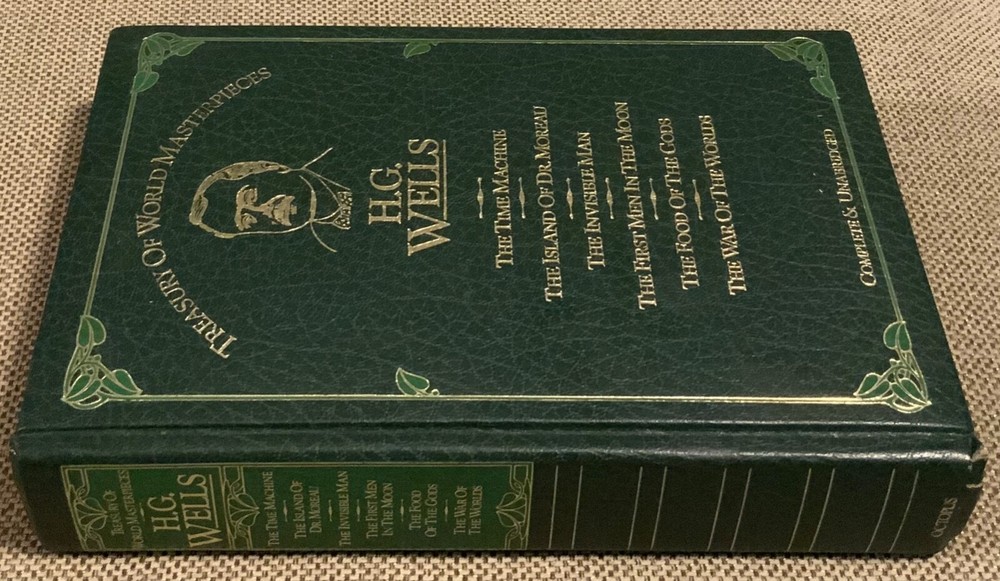 TREASURY OF WORLD MASTERPIECES
H.G.
WELLS
THE TIME MACHINE
THE ISLAND OF DR. MOREAU
THE INVISIBLE MAN
THE FIRST MEN IN THE MOON
THE FOOD OF THE GODS
THE WAR OF THE WORLDS
COMPLETE & UNABRIDGED
TREASURY OF
WORLD MASTERPIECES
H.G.
WELLS
THE TIME MACHINE
THE ISLAND OF
DR. MOREAU
THE INVISIBLE MAN
THE FIRST MEN
IN THE MOON
THE FOOD
OF THE GODS
THE WAR OF
THE WORLDS
OCTOPUS